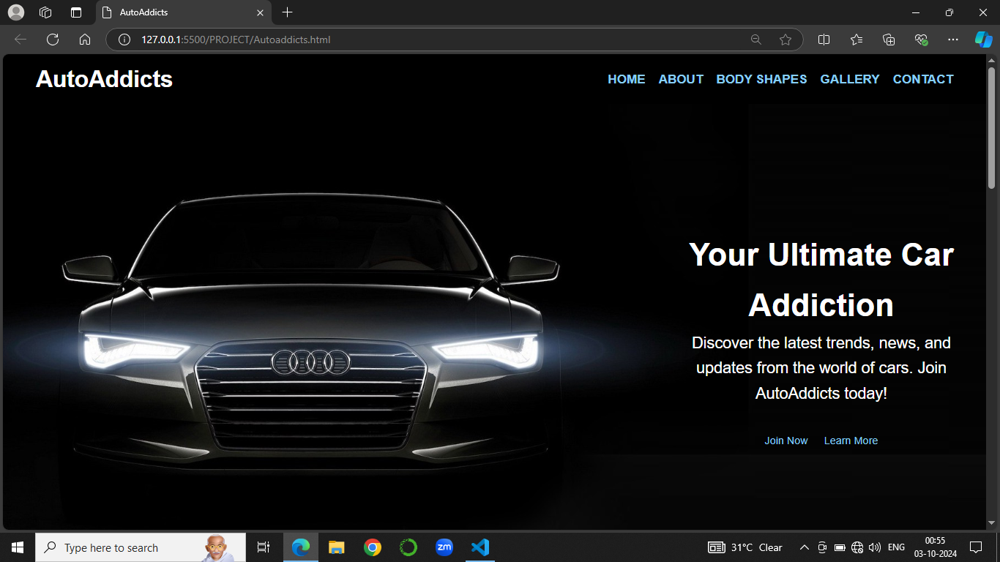 AutoAddicts
127.0.0.1:5500/PROJECT/Autoaddicts.html
AutoAddicts
HOME ABOUT BODY SHAPES GALLERY CONTACT
Your Ultimate Car
Addiction
Discover the latest trends, news, and
updates from the world of cars. Join
AutoAddicts today!
Join Now Learn More
Type here to search
zm
31°C Clear
ENG
00:55
03-10-2024